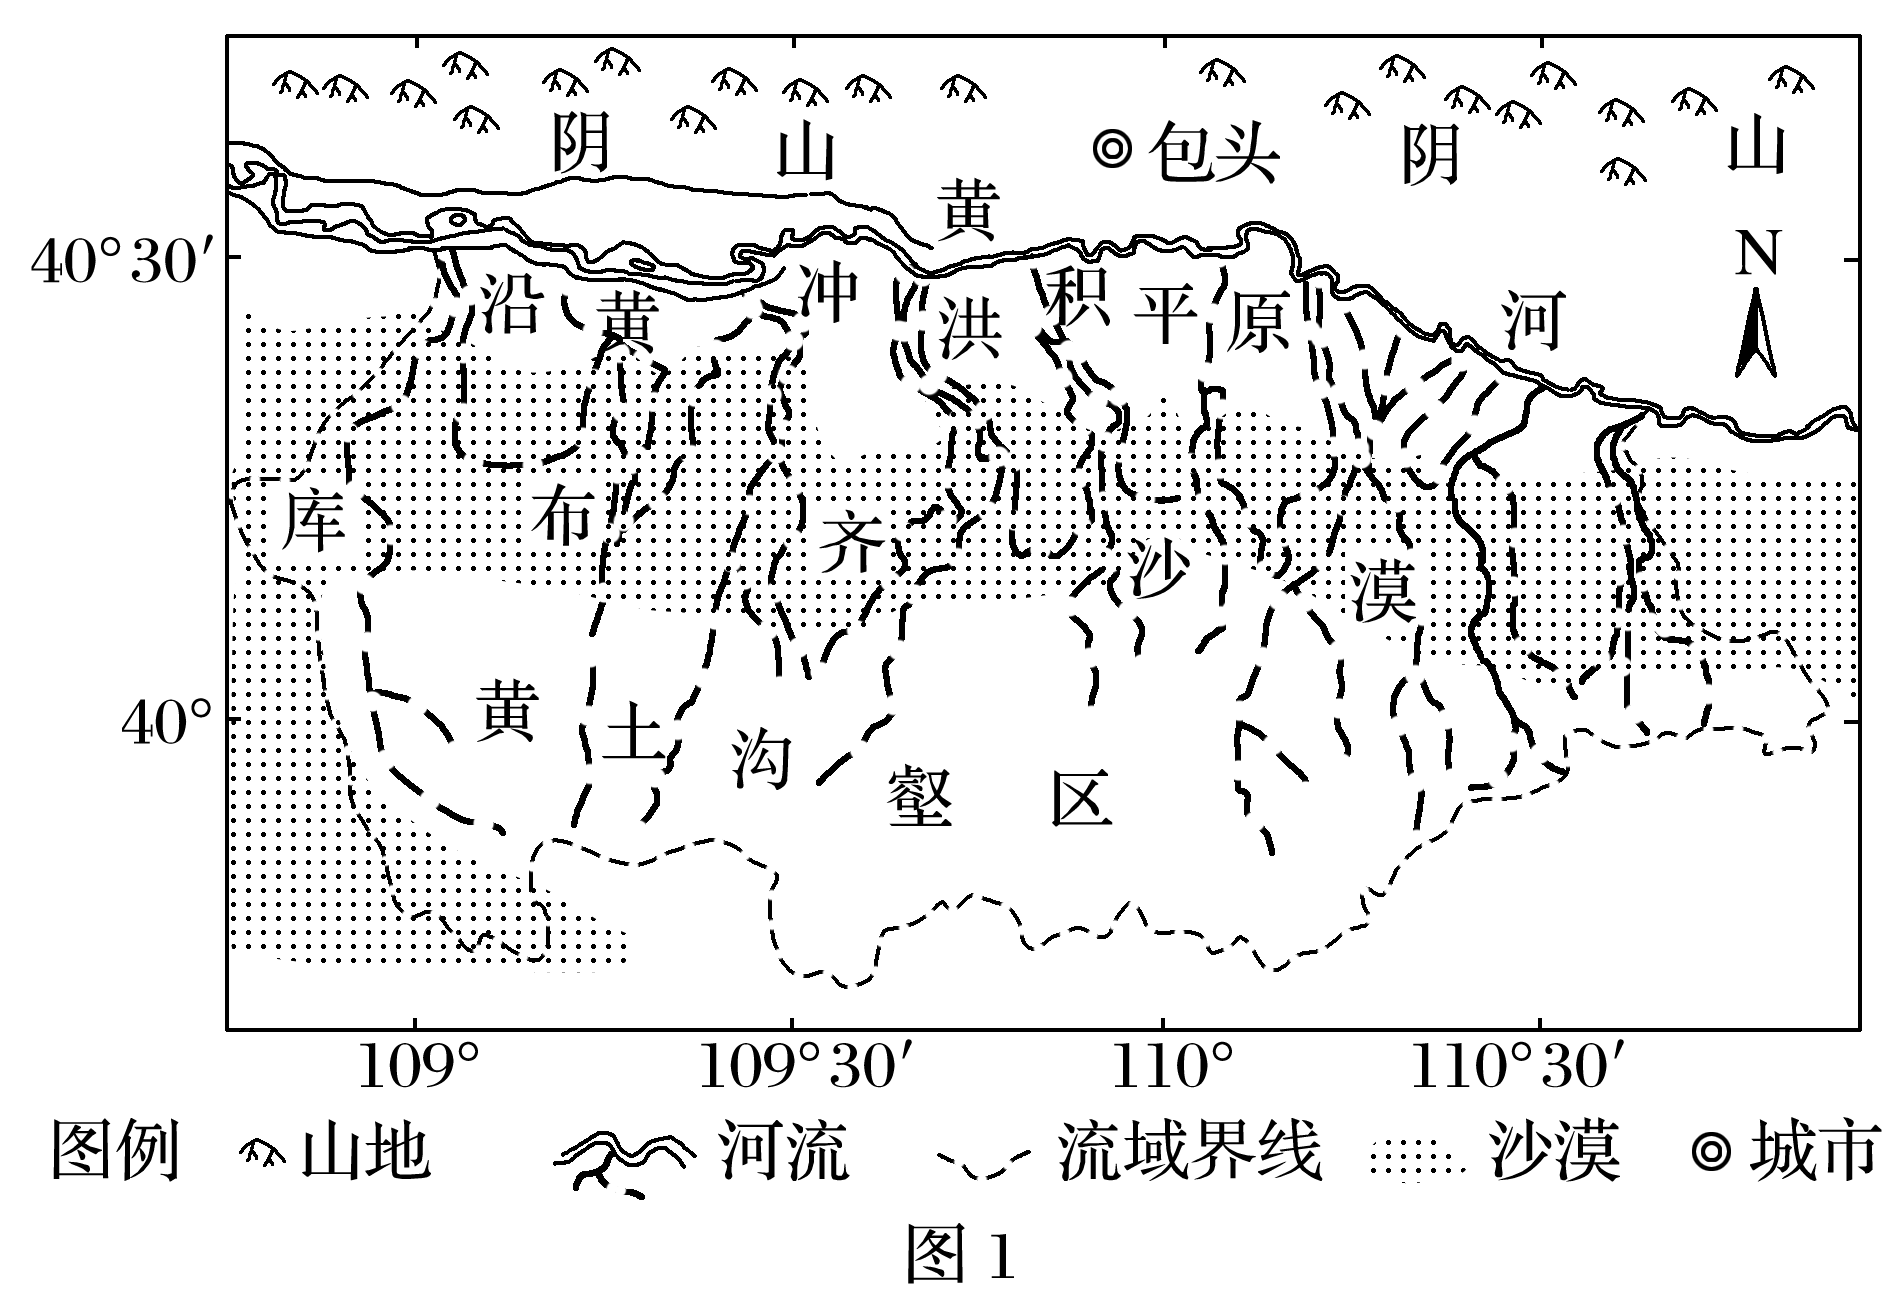 阴 山 包头 阴 山
黄
40°30′
N
沿 黄 冲 洪 积 平 原 河
库 布 齐 沙 漠
40°
黄 土 沟 壑 区
109° 109°30′ 110° 110°30′
图例 山地 河流 流域界线 沙漠 城市
图 1